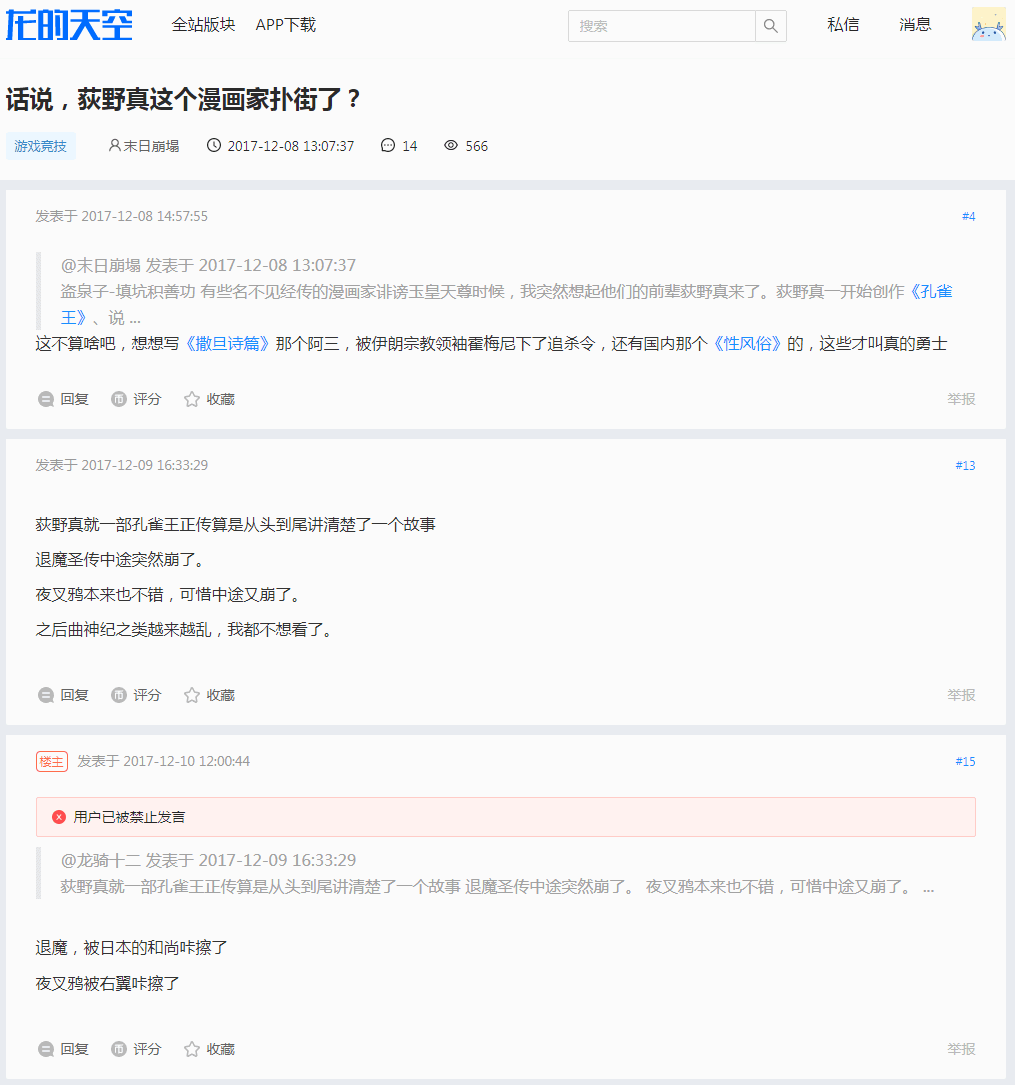 龙的天空 全站版块 APP下载 搜索 私信 消息
话说，荻野真这个漫画家扑街了？
游戏竞技 末日崩塌 2017-12-08 13:07:37 14 566
发表于 2017-12-08 14:57:55 #4
@末日崩塌 发表于 2017-12-08 13:07:37
盗泉子-填坑积善功 有些名不见经传的漫画家诽谤玉皇天尊时候，我突然想起他们的前辈荻野真来了。荻野真一开始创作《孔雀
王》、说 ...
这不算啥吧，想想写《撒旦诗篇》那个阿三，被伊朗宗教领袖霍梅尼下了追杀令，还有国内那个《性风俗》的，这些才叫真的勇士
回复 评分 收藏 举报
发表于 2017-12-09 16:33:29 #13
荻野真就一部孔雀王正传算是从头到尾讲清楚了一个故事
退魔圣传中途突然崩了。
夜叉鸦本来也不错，可惜中途又崩了。
之后曲神纪之类越来越乱，我都不想看了。
回复 评分 收藏 举报
楼主 发表于 2017-12-10 12:00:44 #15
用户已被禁止发言
@龙骑十二 发表于 2017-12-09 16:33:29
荻野真就一部孔雀王正传算是从头到尾讲清楚了一个故事 退魔圣传中途突然崩了。 夜叉鸦本来也不错，可惜中途又崩了。 ...
退魔，被日本的和尚咔擦了
夜叉鸦被右翼咔擦了
回复 评分 收藏 举报